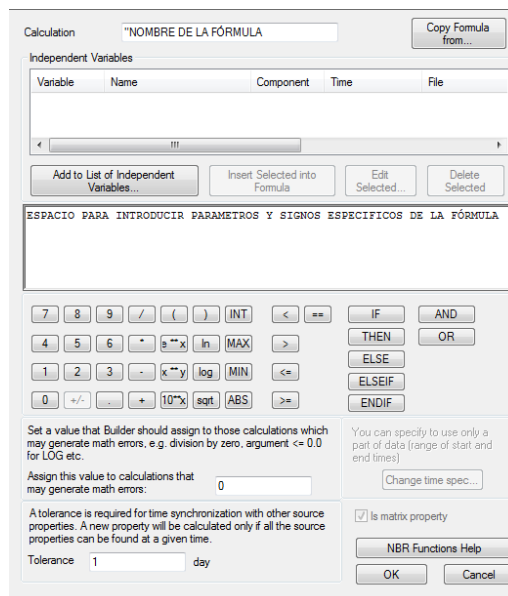 Calculation "NOMBRE DE LA FÓRMULA Copy Formula
from...
Independent Variables
Variable Name Component Time File
Add to List of Independent
Variables...
Insert Selected into
Formula
Edit
Selected...
Delete
Selected
ESPACIO PARA INTRODUCIR PARAMETROS Y SIGNOS ESPECIFICOS DE LA FÓRMULA
7 8 9 / ( ) INT < == IF AND
4 5 6 * e**x ln MAX > THEN OR
ELSE
1 2 3 - x**y log MIN <= ELSEIF
0 +/- . + 10**x sqrt ABS >= ENDIF
Set a value that Builder should assign to those calculations which
may generate math errors, e.g. division by zero, argument <= 0.0
for LOG etc.
Assign this value to calculations that
may generate math errors: 0
You can specify to use only a
part of data (range of start and
end times)
Change time spec...
A tolerance is required for time synchronization with other source
properties. A new property will be calculated only if all the source
properties can be found at a given time.
Tolerance 1 day
Is matrix property
NBR Functions Help
OK Cancel